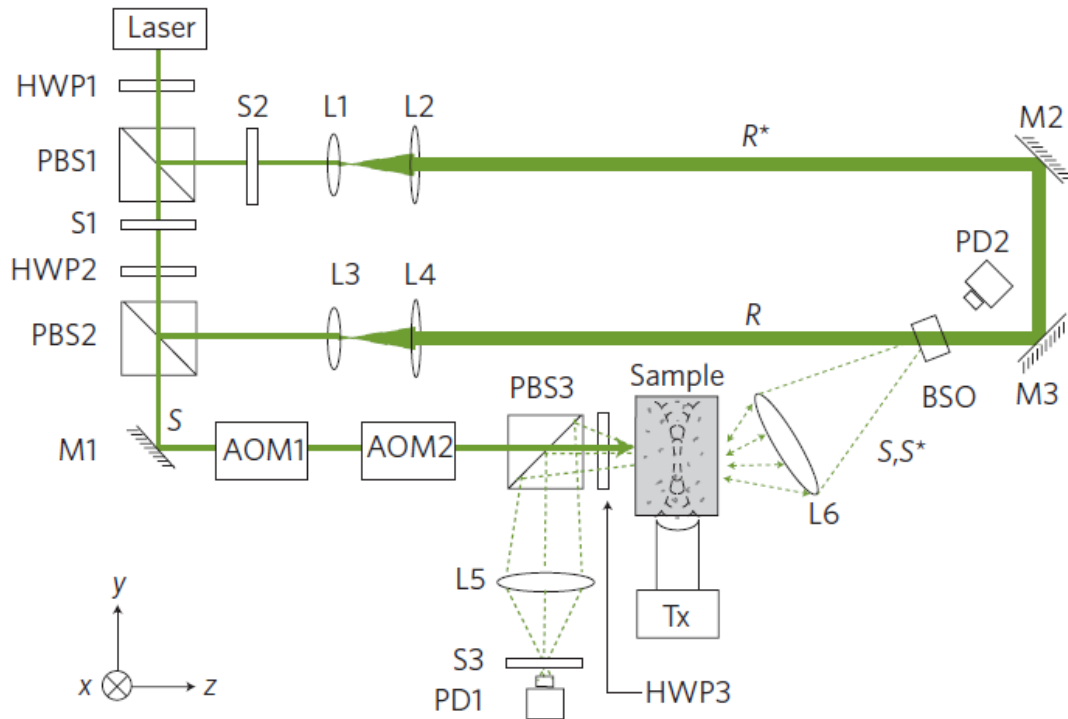 Laser
HWP1
S2
L1
L2
R*
M2
PBS1
S1
PD2
HWP2
L3
L4
R
PBS2
PBS3
Sample
BSO
M3
S
M1
AOM1
AOM2
S,S*
L6
L5
Tx
y
x
z
S3
PD1
HWP3